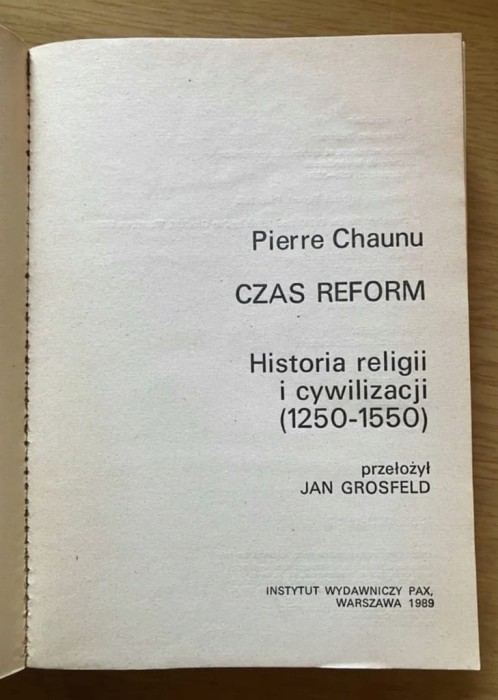 Pierre Chaunu
CZAS REFORM
Historia religii
i cywilizacji
(1250-1550)
przełożył
JAN GROSFELD
INSTYTUT WYDAWNICZY PAX,
WARSZAWA 1989